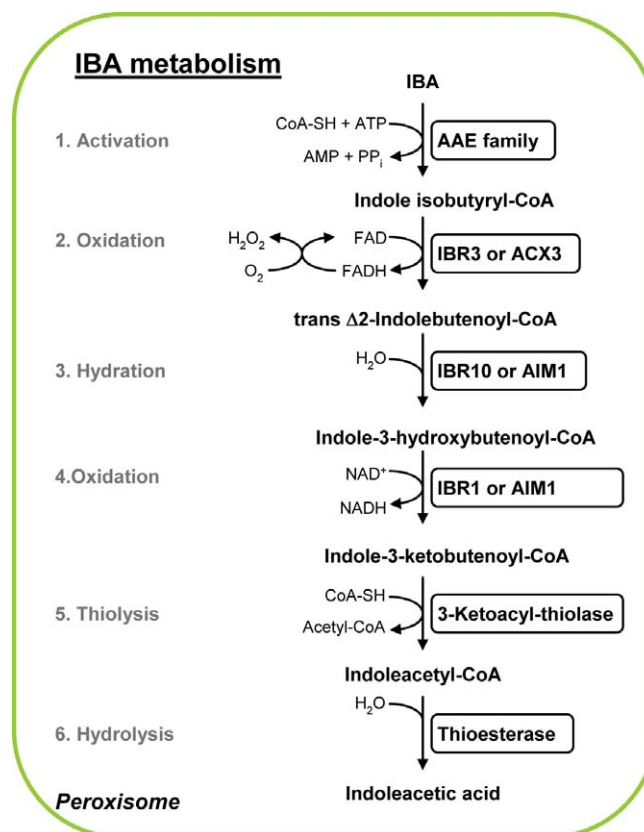 IBA metabolism
IBA
1. Activation
CoA-SH + ATP
AMP + PPi
AAE family
Indole isobutyryl-CoA
2. Oxidation
H2O2
O2
FAD
FADH
IBR3 or ACX3
trans Δ2-Indolebutenoyl-CoA
3. Hydration
H2O
IBR10 or AIM1
Indole-3-hydroxybutenoyl-CoA
4.Oxidation
NAD+
NADH
IBR1 or AIM1
Indole-3-ketobutenoyl-CoA
5. Thiolysis
CoA-SH
Acetyl-CoA
3-Ketoacyl-thiolase
Indoleacetyl-CoA
6. Hydrolysis
H2O
Thioesterase
Indoleacetic acid
Peroxisome